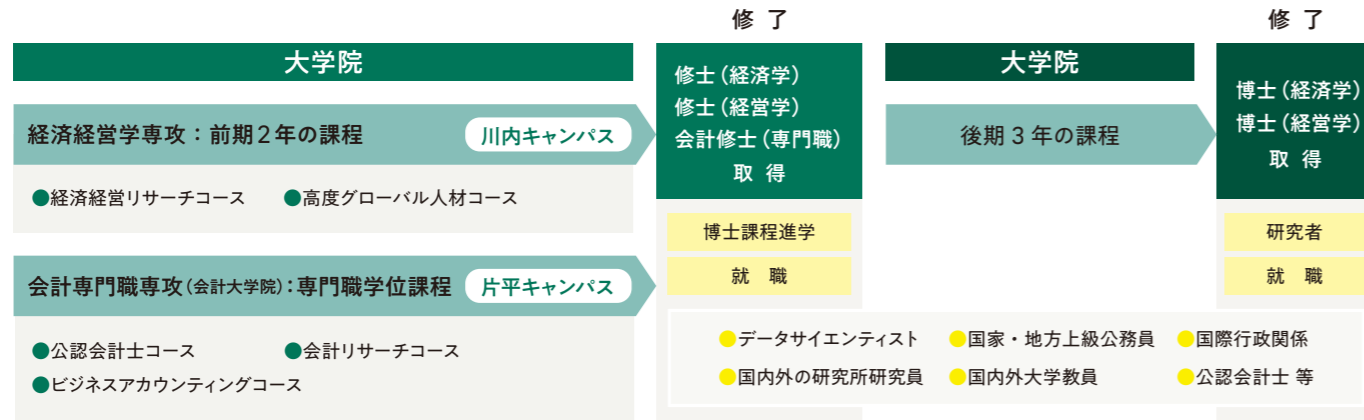 修 了
修 了
大学院
修士（経済学）
修士（経営学）
会計修士（専門職）
取 得
大学院
博士（経済学）
博士（経営学）
取 得
経済経営学専攻：前期２年の課程
川内キャンパス
後期 3 年の課程
●経済経営リサーチコース
●高度グローバル人材コース
博士課程進学
就 職
研究者
就 職
会計専門職専攻（会計大学院）：専門職学位課程
片平キャンパス
●公認会計士コース
●会計リサーチコース
●ビジネスアカウンティングコース
●データサイエンティスト
●国家・地方上級公務員
●国際行政関係
●国内外の研究所研究員
●国内外大学教員
●公認会計士 等